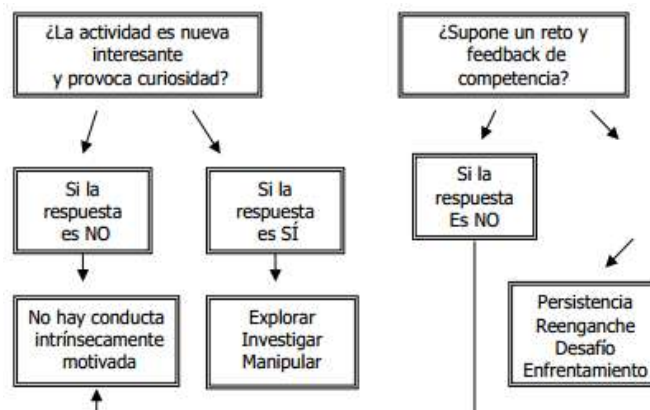 ¿La actividad es nueva
interesante
y provoca curiosidad?
¿Supone un reto y
feedback de
competencia?
Si la
respuesta
es NO
Si la
respuesta
es SÍ
Si la
respuesta
Es NO
No hay conducta
intrínsecamente
motivada
Explorar
Investigar
Manipular
Persistencia
Reenganche
Desafío
Enfrentamiento